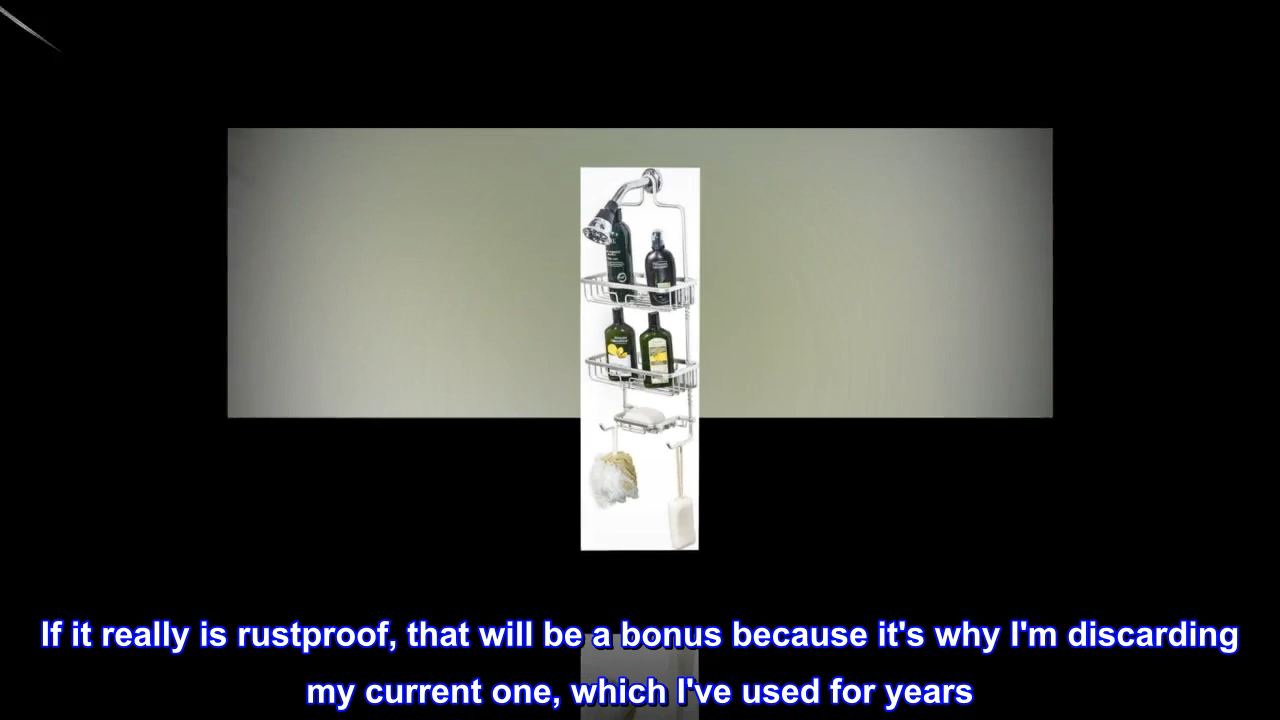 If it really is rustproof, that will be a bonus because it's why I'm discarding
my current one, which I've used for years